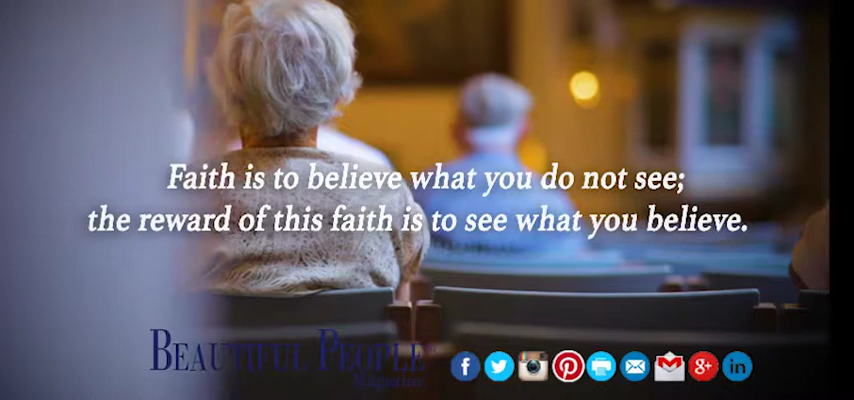 Faith is to believe what you do not see;
the reward of this faith is to see what you believe.
BEAUTIFUL PEOPLE
Magazine